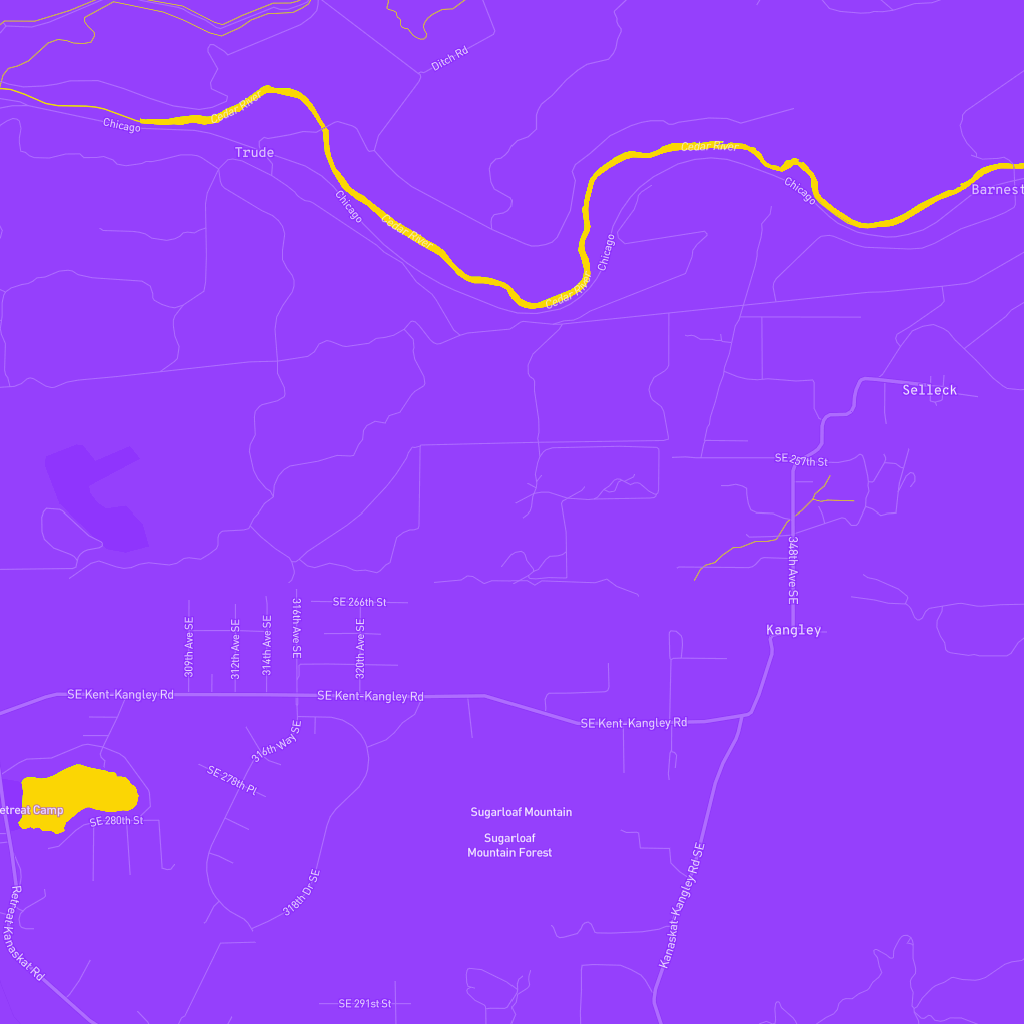 Ditch Rd
Cedar River
Chicago
Cedar River
Trude
Chicago
Barnest
Chicago
Chicago
Cedar River
Selleck
SE 267th St
348th Ave SE
SE 266th St
316th Ave SE
309th Ave SE
312th Ave SE
314th Ave SE
320th Ave SE
Kangley
SE Kent-Kangley Rd
SE Kent-Kangley Rd
SE Kent-Kangley Rd
316th Way SE
SE 278th Pl
etreat Camp
SE 280th St
Sugarloaf Mountain
Sugarloaf
Mountain Forest
318th Dr SE
Kanaskat-Kangley Rd SE
Retreat Kanaskat Rd
SE 291st St